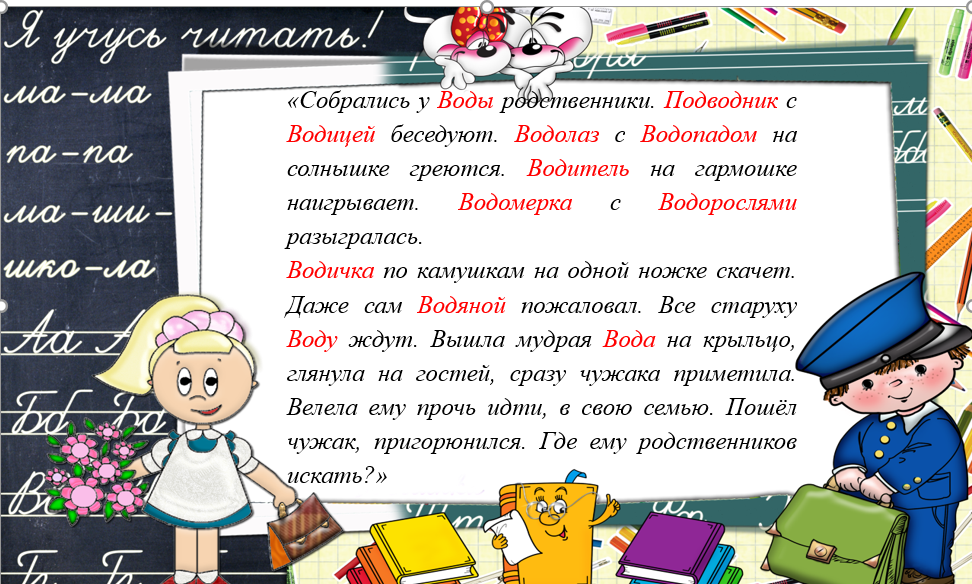 Я учусь читать!
ма-ма
па-па
ма-ши-
шко-ла
Аа А
Бб Ба
«Собрались у Воды родственники. Подводник с
Водицей беседуют. Водолаз с Водопадом на
солнышке греются. Водитель на гармошке
наигрывает. Водомерка с Водорослями
разыгралась.
Водичка по камушкам на одной ножке скачет.
Даже сам Водяной пожаловал. Все старуху
Воду ждут. Вышла мудрая Вода на крыльцо,
глянула на гостей, сразу чужака приметила.
Велела ему прочь идти, в свою семью. Пошёл
чужак, пригорюнился. Где ему родственников
искать?»